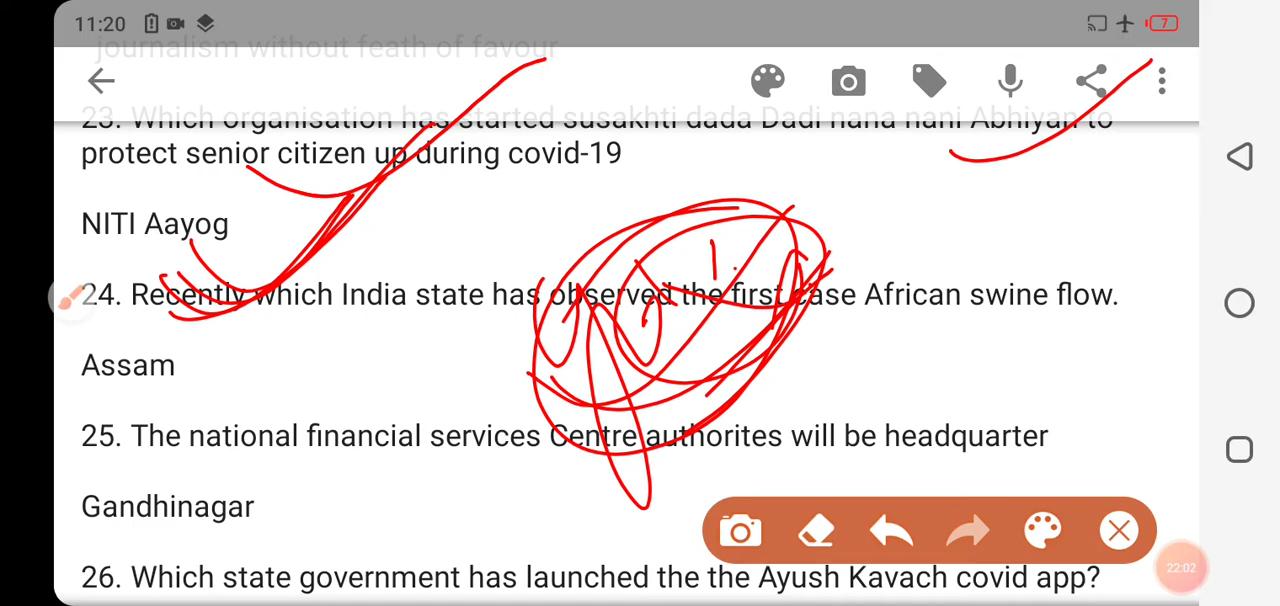 11:20
7
journalism without feath of favour
23. Which organisation has started susakhti dada Dadi nana nani Abhiyan to
protect senior citizen up during covid-19
NITI Aayog
24. Recently which India state has observed the first case African swine flow.
Assam
25. The national financial services Centre authorites will be headquarter
Gandhinagar
26. Which state government has launched the the Ayush Kavach covid app?
22:02